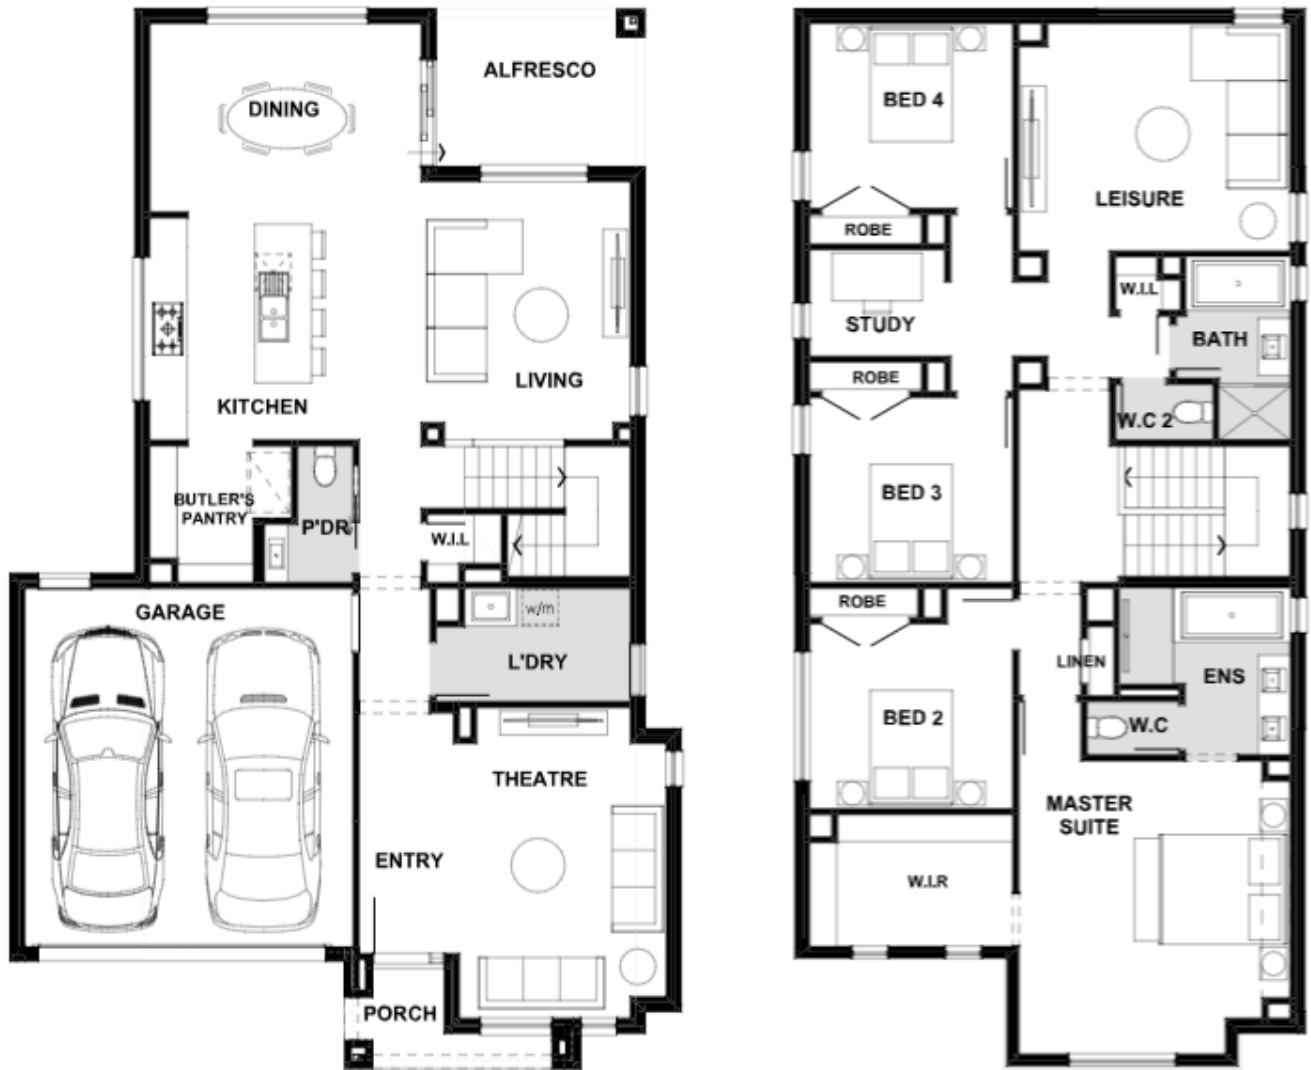 ALFRESCO
DINING
LIVING
KITCHEN
BUTLER'S
PANTRY
P'DR
W.I.L
GARAGE
w/m
L'DRY
THEATRE
ENTRY
PORCH
BED 4
LEISURE
ROBE
W.I.L
STUDY
BATH
ROBE
W.C 2
BED 3
ROBE
LINEN
ENS
BED 2
W.C
MASTER
SUITE
W.I.R